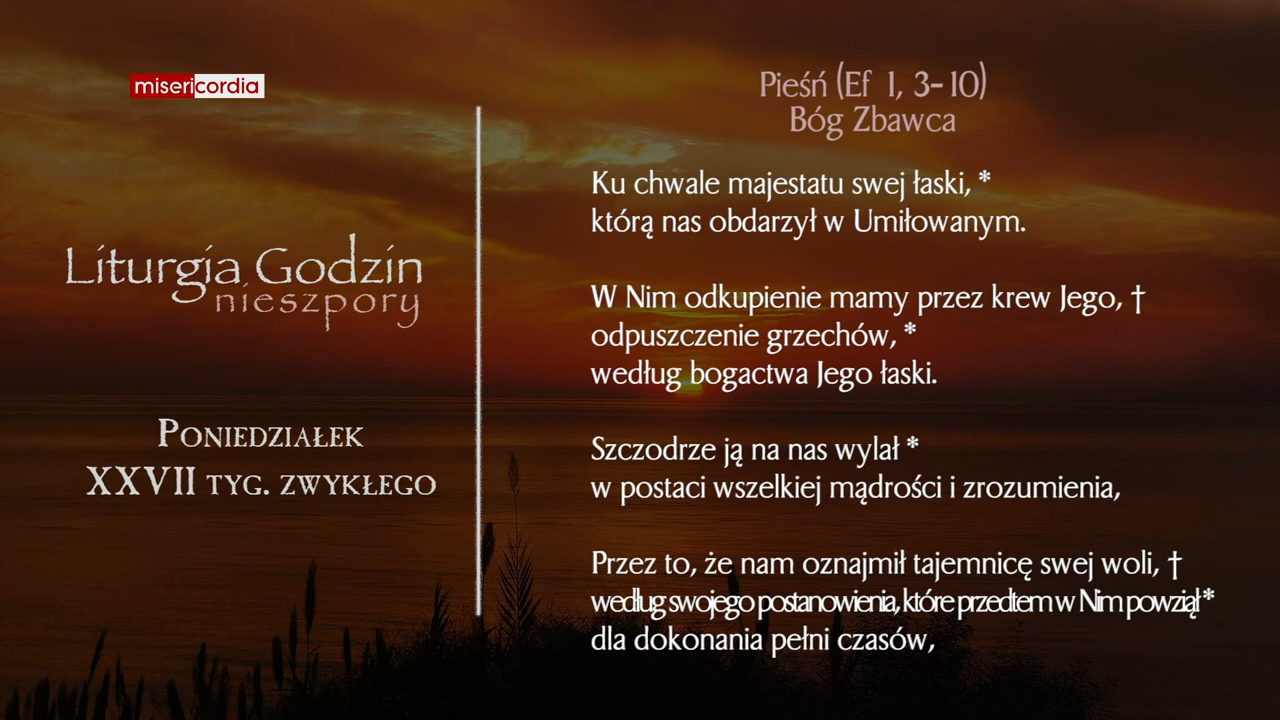 misericordia
Liturgia Godzin
nieszpory
Poniedziałek
XXVII tyg. zwykłego
Pieśń (Ef 1, 3-10)
Bóg Zbawca
Ku chwale majestatu swej łaski, *
którą nas obdarzył w Umiłowanym.
W Nim odkupienie mamy przez krew Jego, †
odpuszczenie grzechów, *
według bogactwa Jego łaski.
Szczodrze ją na nas wylał *
w postaci wszelkiej mądrości i zrozumienia,
Przez to, że nam oznajmił tajemnicę swej woli, †
według swojego postanowienia, które przedtem w Nim powziął *
dla dokonania pełni czasów,